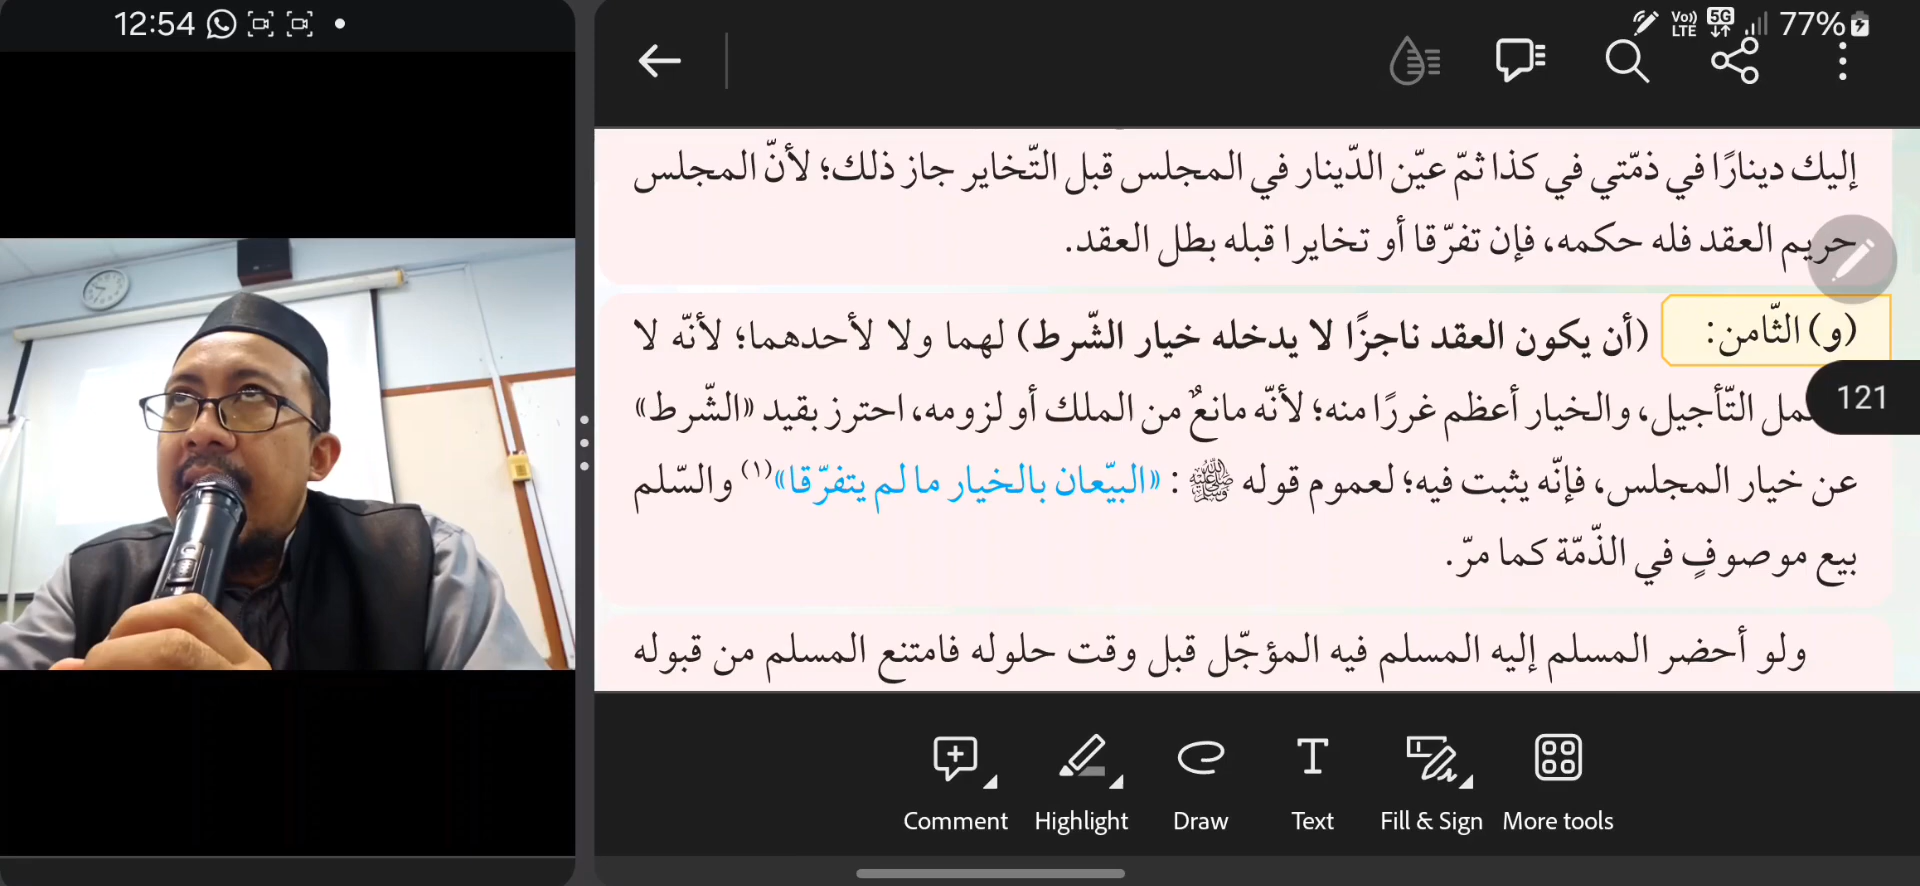 12:54
Vo)) LTE 5G 77%
إليك دينارًا في ذمّتي في كذا ثمّ عيّن الدّينار في المجلس قبل التّخاير جاز ذلك؛ لأنّ المجلس
حريم العقد فله حكمه، فإن تفرّقا أو تخايرا قبله بطل العقد.
(و) الثّامن: (أن يكون العقد ناجزًا لا يدخله خيار الشّرط) لهما ولا لأحدهما؛ لأنّه لا
مل التّأجيل، والخيار أعظم غررًا منه؛ لأنّه مانعٌ من الملك أو لزومه، احترز بقيد «الشّرط»
121
عن خيار المجلس، فإنّه يثبت فيه؛ لعموم قوله ﷺ: «البيّعان بالخيار ما لم يتفرّقا»(١) والسّلم
بيع موصوفٍ في الذّمّة كما مرّ.
ولو أحضر المسلم إليه المسلم فيه المؤجّل قبل وقت حلوله فامتنع المسلم من قبوله
Comment Highlight Draw Text Fill & Sign More tools